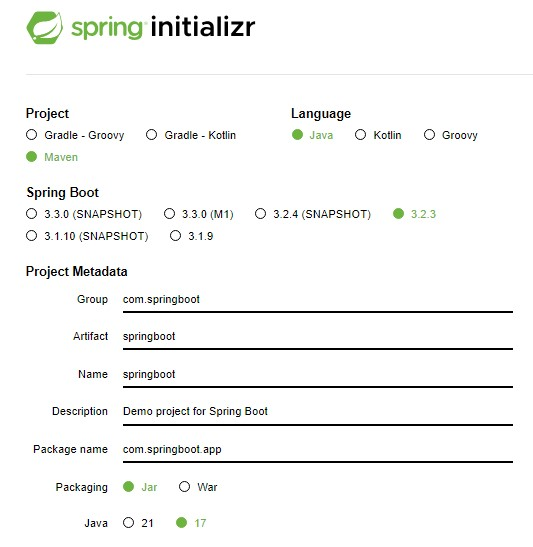 spring initializr
Project
Language
Gradle - Groovy Gradle - Kotlin
Java Kotlin Groovy
Maven
Spring Boot
3.3.0 (SNAPSHOT) 3.3.0 (M1) 3.2.4 (SNAPSHOT) 3.2.3
3.1.10 (SNAPSHOT) 3.1.9
Project Metadata
Group com.springboot
Artifact springboot
Name springboot
Description Demo project for Spring Boot
Package name com.springboot.app
Packaging Jar War
Java 21 17